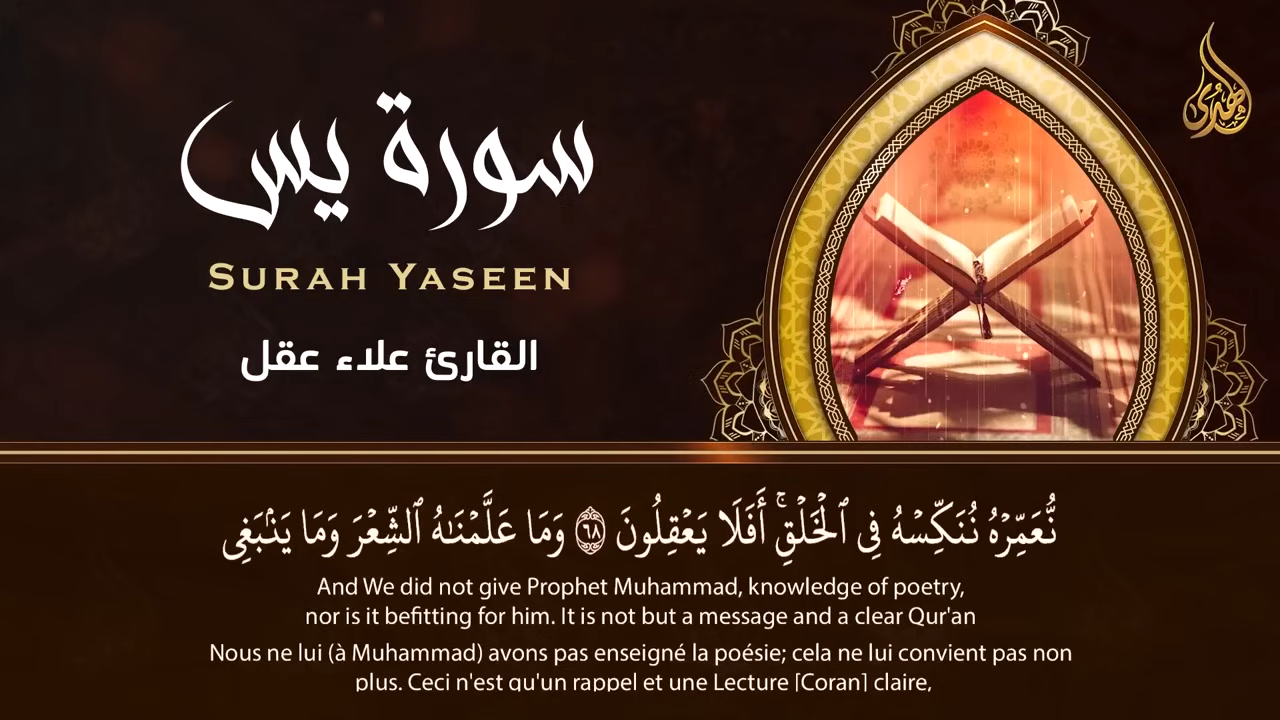 سورة يس
SURAH YASEEN
القارئ علاء عقل
الهدى
نُّعَمِّرْهُ نُنَكِّسْهُ فِى ٱلْخَلْقِ ۖ أَفَلَا يَعْقِلُونَ ٦٨ وَمَا عَلَّمْنَـٰهُ ٱلشِّعْرَ وَمَا يَنۢبَغِى
And We did not give Prophet Muhammad, knowledge of poetry,
nor is it befitting for him. It is not but a message and a clear Qur'an
Nous ne lui (à Muhammad) avons pas enseigné la poésie; cela ne lui convient pas non
plus. Ceci n'est qu'un rappel et une Lecture [Coran] claire,